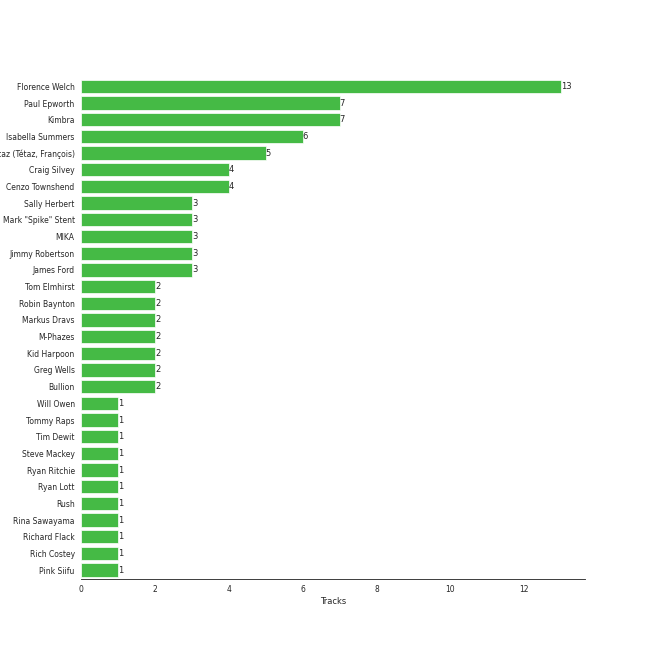 Florence Welch 13
Paul Epworth 7
Kimbra 7
Isabella Summers 6
(Tétaz, François) 5
Craig Silvey 4
Cenzo Townshend 4
Sally Herbert 3
Mark "Spike" Stent 3
MIKA 3
Jimmy Robertson 3
James Ford 3
Tom Elmhirst 2
Robin Baynton 2
Markus Dravs 2
M-Phazes 2
Kid Harpoon 2
Greg Wells 2
Bullion 2
Will Owen 1
Tommy Raps 1
Tim Dewit 1
Steve Mackey 1
Ryan Ritchie 1
Ryan Lott 1
Rush 1
Rina Sawayama 1
Richard Flack 1
Rich Costey 1
Pink Siifu 1
0 2 4 6 8 10 12
Tracks